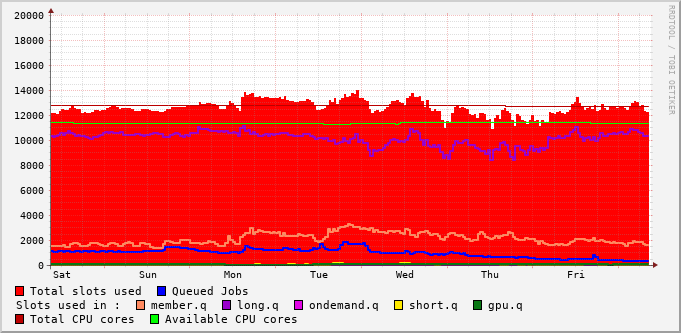 20000
18000
16000
14000
12000
10000
8000
6000
4000
2000
0
Sat Sun Mon Tue Wed Thu Fri
RRDTOOL / TOBI OETIKER
Total slots used Queued Jobs
Slots used in : member.q long.q ondemand.q short.q gpu.q
Total CPU cores Available CPU cores